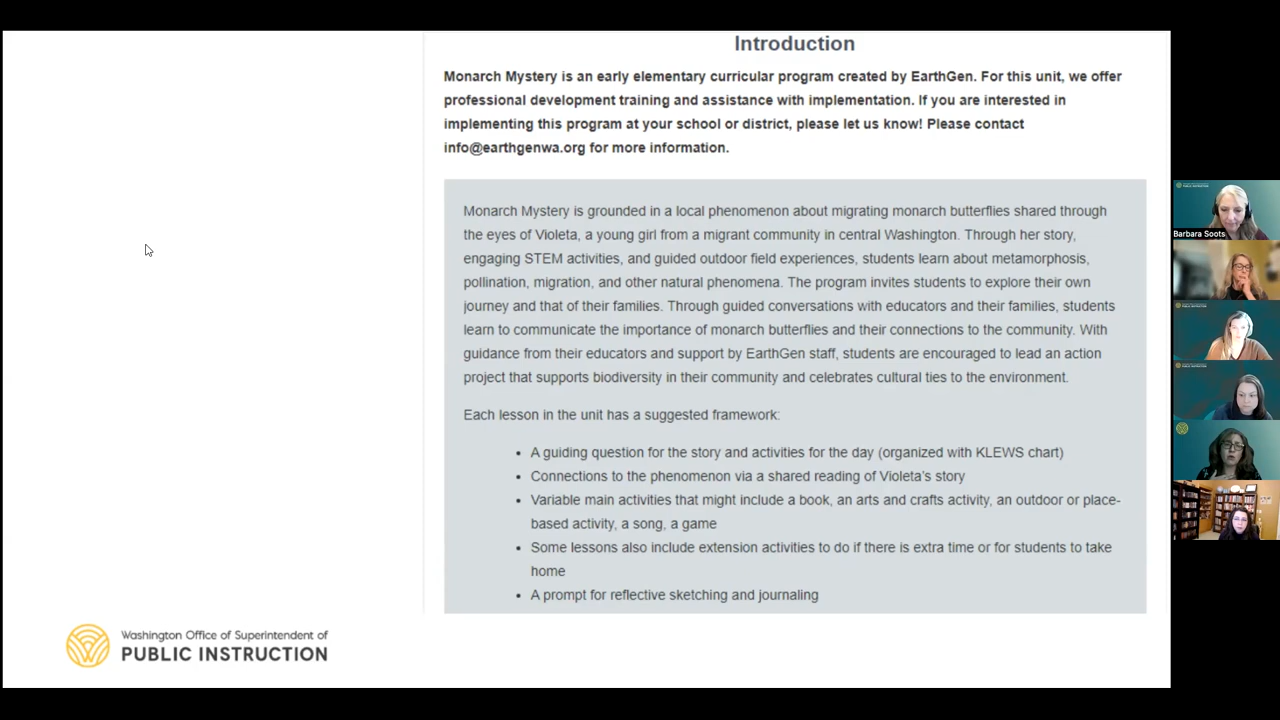 Introduction
Monarch Mystery is an early elementary curricular program created by EarthGen. For this unit, we offer
professional development training and assistance with implementation. If you are interested in
implementing this program at your school or district, please let us know! Please contact
info@earthgenwa.org for more information.
Monarch Mystery is grounded in a local phenomenon about migrating monarch butterflies shared through
the eyes of Violeta, a young girl from a migrant community in central Washington. Through her story,
engaging STEM activities, and guided outdoor field experiences, students learn about metamorphosis,
pollination, migration, and other natural phenomena. The program invites students to explore their own
journey and that of their families. Through guided conversations with educators and their families, students
learn to communicate the importance of monarch butterflies and their connections to the community. With
guidance from their educators and support by EarthGen staff, students are encouraged to lead an action
project that supports biodiversity in their community and celebrates cultural ties to the environment.
Each lesson in the unit has a suggested framework:
• A guiding question for the story and activities for the day (organized with KLEWS chart)
• Connections to the phenomenon via a shared reading of Violeta's story
• Variable main activities that might include a book, an arts and crafts activity, an outdoor or place-
based activity, a song, a game
• Some lessons also include extension activities to do if there is extra time or for students to take
home
• A prompt for reflective sketching and journaling
Washington Office of Superintendent of
PUBLIC INSTRUCTION
PUBLIC INSTRUCTION
Barbara Soots
PUBLIC INSTRUCTION
PUBLIC INSTRUCTION